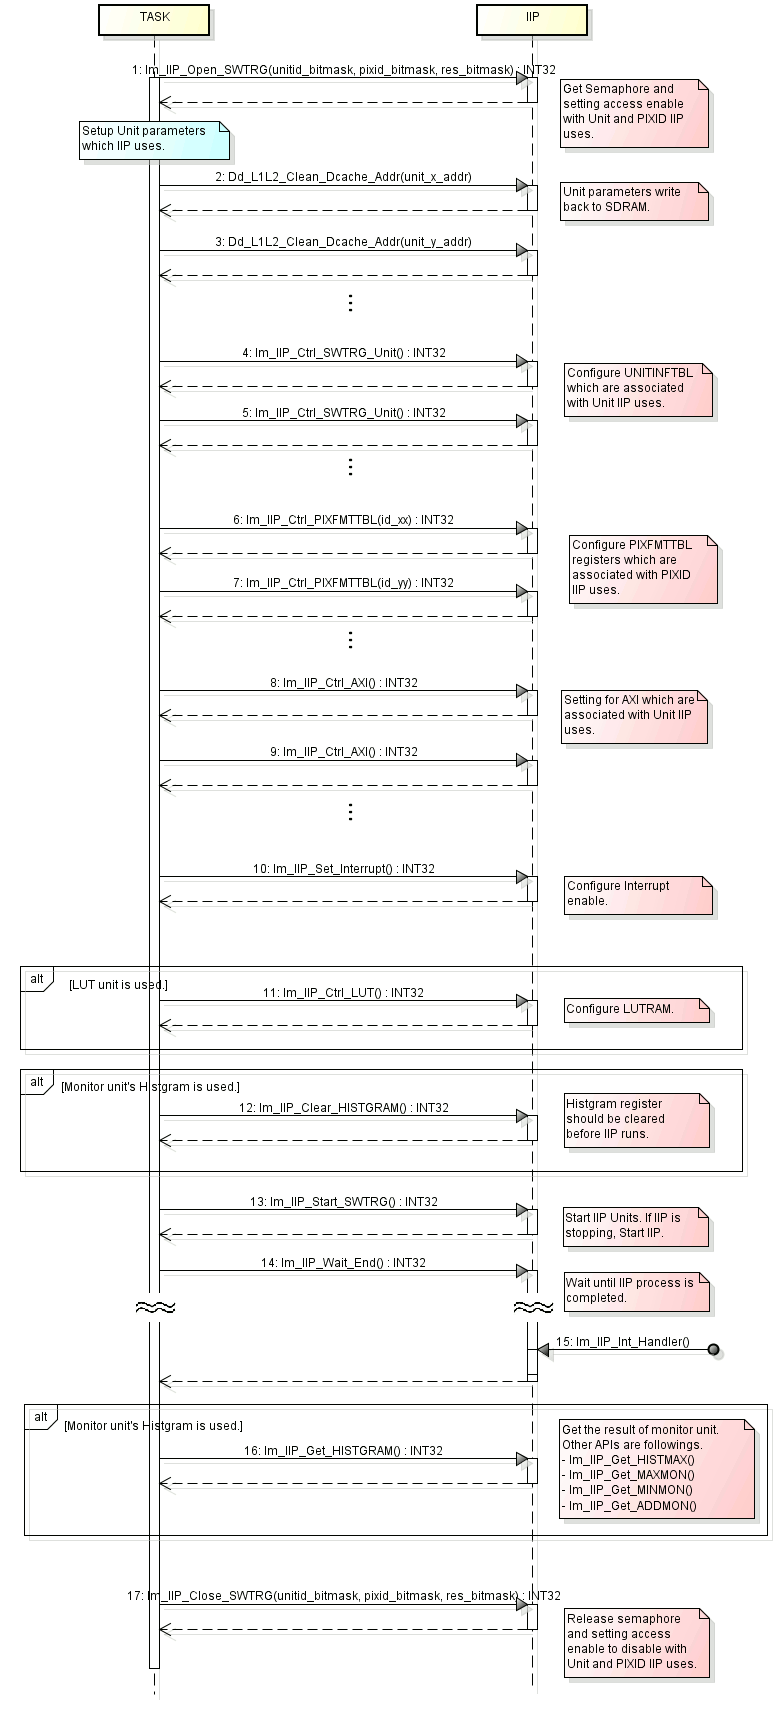 TASK
IIP
1: Im_IIP_Open_SWTRG(unitid_bitmask, pixid_bitmask, res_bitmask) : INT32
Get Semaphore and
setting access enable
with Unit and PIXID IIP
uses.
Setup Unit parameters
which IIP uses.
2: Dd_L1L2_Clean_Dcache_Addr(unit_x_addr)
Unit parameters write
back to SDRAM.
3: Dd_L1L2_Clean_Dcache_Addr(unit_y_addr)
4: Im_IIP_Ctrl_SWTRG_Unit() : INT32
Configure UNITINFTBL
which are associated
with Unit IIP uses.
5: Im_IIP_Ctrl_SWTRG_Unit() : INT32
6: Im_IIP_Ctrl_PIXFMTTBL(id_xx) : INT32
Configure PIXFMTTBL
registers which are
associated with PIXID
IIP uses.
7: Im_IIP_Ctrl_PIXFMTTBL(id_yy) : INT32
8: Im_IIP_Ctrl_AXI() : INT32
Setting for AXI which are
associated with Unit IIP
uses.
9: Im_IIP_Ctrl_AXI() : INT32
10: Im_IIP_Set_Interrupt() : INT32
Configure Interrupt
enable.
alt
[LUT unit is used.]
11: Im_IIP_Ctrl_LUT() : INT32
Configure LUTRAM.
alt
[Monitor unit's Histgram is used.]
12: Im_IIP_Clear_HISTGRAM() : INT32
Histgram register
should be cleared
before IIP runs.
13: Im_IIP_Start_SWTRG() : INT32
Start IIP Units. If IIP is
stopping, Start IIP.
14: Im_IIP_Wait_End() : INT32
Wait until IIP process is
completed.
15: Im_IIP_Int_Handler()
alt
[Monitor unit's Histgram is used.]
16: Im_IIP_Get_HISTGRAM() : INT32
Get the result of monitor unit.
Other APIs are followings.
- Im_IIP_Get_HISTMAX()
- Im_IIP_Get_MAXMON()
- Im_IIP_Get_MINMON()
- Im_IIP_Get_ADDMON()
17: Im_IIP_Close_SWTRG(unitid_bitmask, pixid_bitmask, res_bitmask) : INT32
Release semaphore
and setting access
enable to disable with
Unit and PIXID IIP uses.